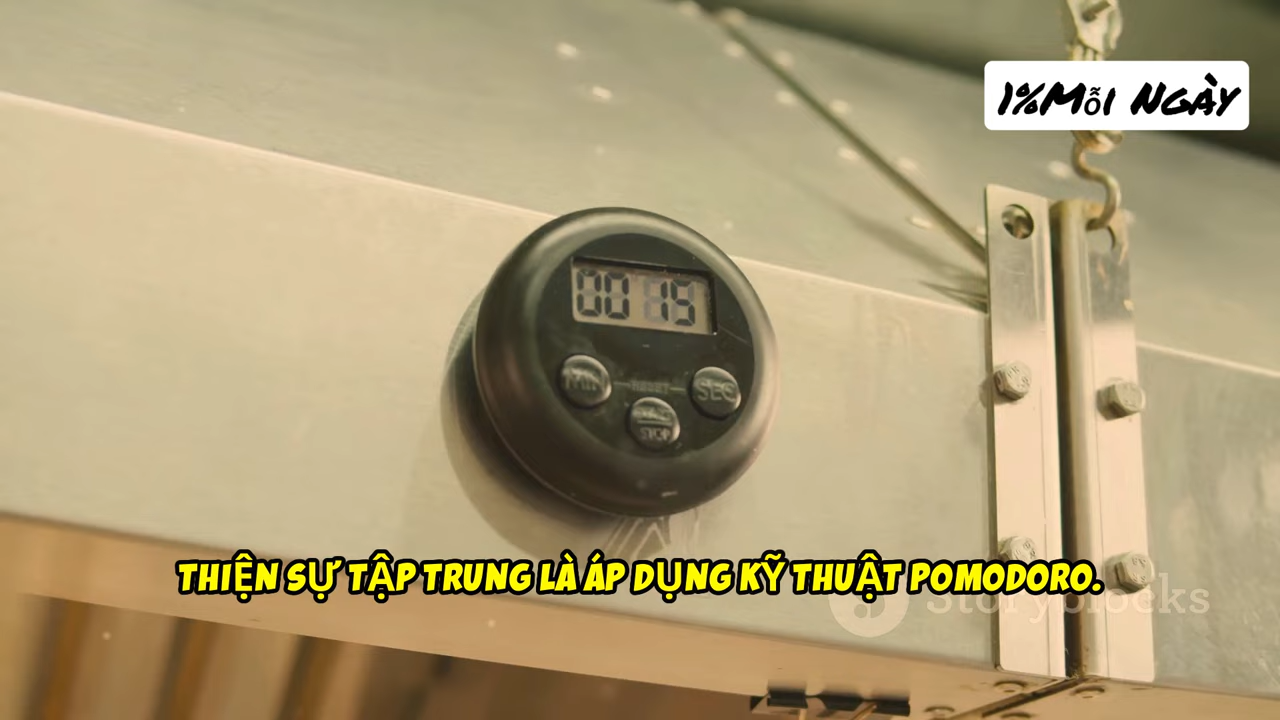 1% Mỗi Ngày
00 15
MIN
RESET
SEC
STOP
THIỆN SỰ TẬP TRUNG LÀ ÁP DỤNG KỸ THUẬT POMODORO.
Storyblocks